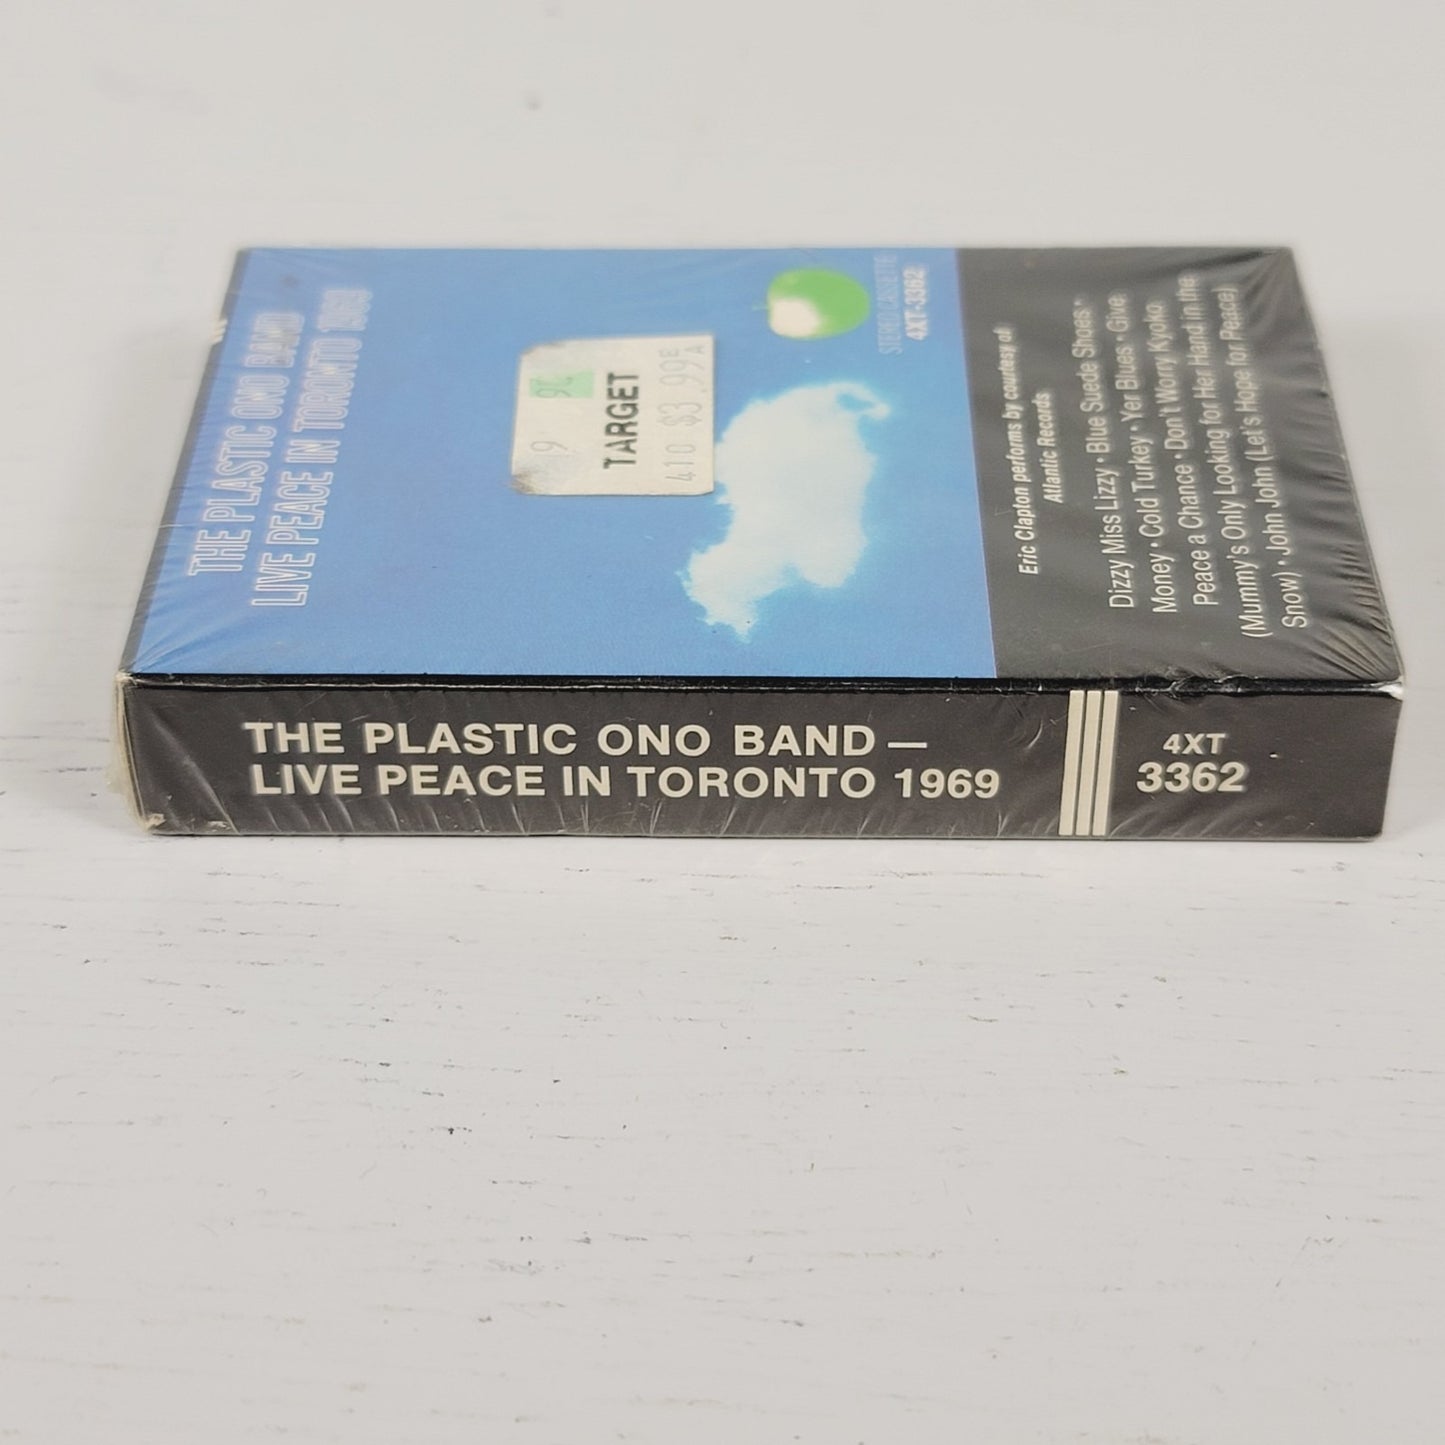 THE PLASTIC ONO BAND
LIVE PEACE IN TORONTO 1969
TARGET
410 $3.99
STEREO CASSETTE
4XT-3362
Eric Clapton performs by courtesy of
Atlantic Records
Dizzy Miss Lizzy • Blue Suede Shoes •
Money • Cold Turkey • Yer Blues • Give
Peace a Chance • Don't Worry Kyoko
(Mummy's Only Looking for Her Hand in the
Snow) • John John (Let's Hope for Peace)
THE PLASTIC ONO BAND —
LIVE PEACE IN TORONTO 1969
4XT
3362